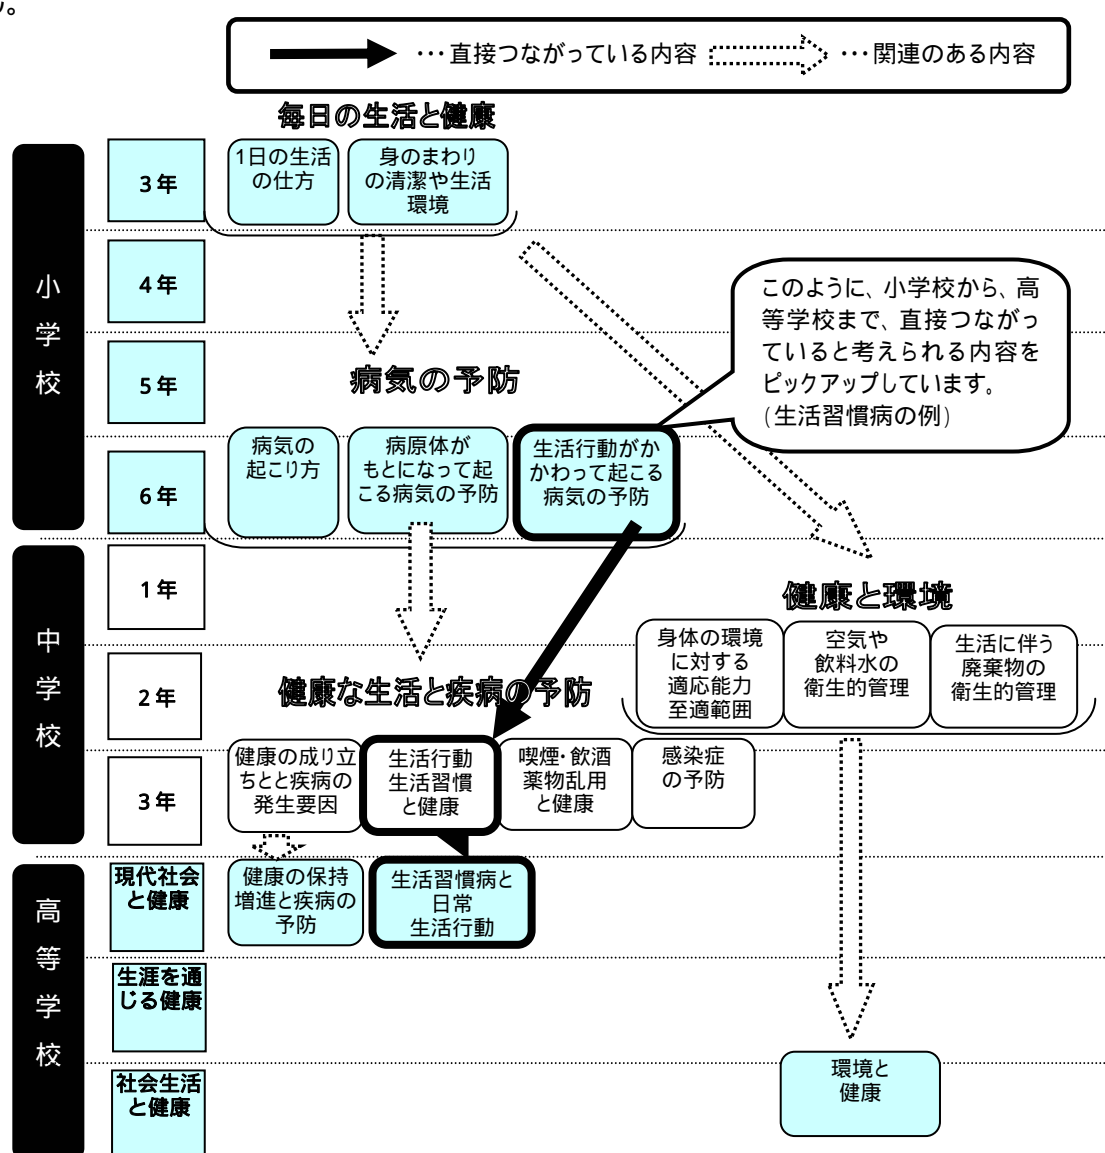 い。
・・・直接つながっている内容
・・・関連のある内容
毎日の生活と健康
小学校
3年
1日の生活
の仕方
身のまわり
の清潔や生活
環境
4年
このように、小学校から、高
等学校まで、直接つながっ
ていると考えられる内容を
ピックアップしています。
(生活習慣病の例)
5年
病気の予防
6年
病気の
起こり方
病原体が
もとになって起
こる病気の予防
生活行動がか
かわって起こる
病気の予防
中学校
1年
健康と環境
身体の環境
に対する
適応能力
至適範囲
空気や
飲料水の
衛生的管理
生活に伴う
廃棄物の
衛生的管理
2年
健康な生活と疾病の予防
3年
健康の成り立
ちとと疾病の
発生要因
生活行動
生活習慣
と健康
喫煙・飲酒
薬物乱用
と健康
感染症
の予防
高等学校
現代社会
と健康
健康の保持
増進と疾病の
予防
生活習慣病と
日常
生活行動
生涯を通
じる健康
社会生活
と健康
環境と
健康